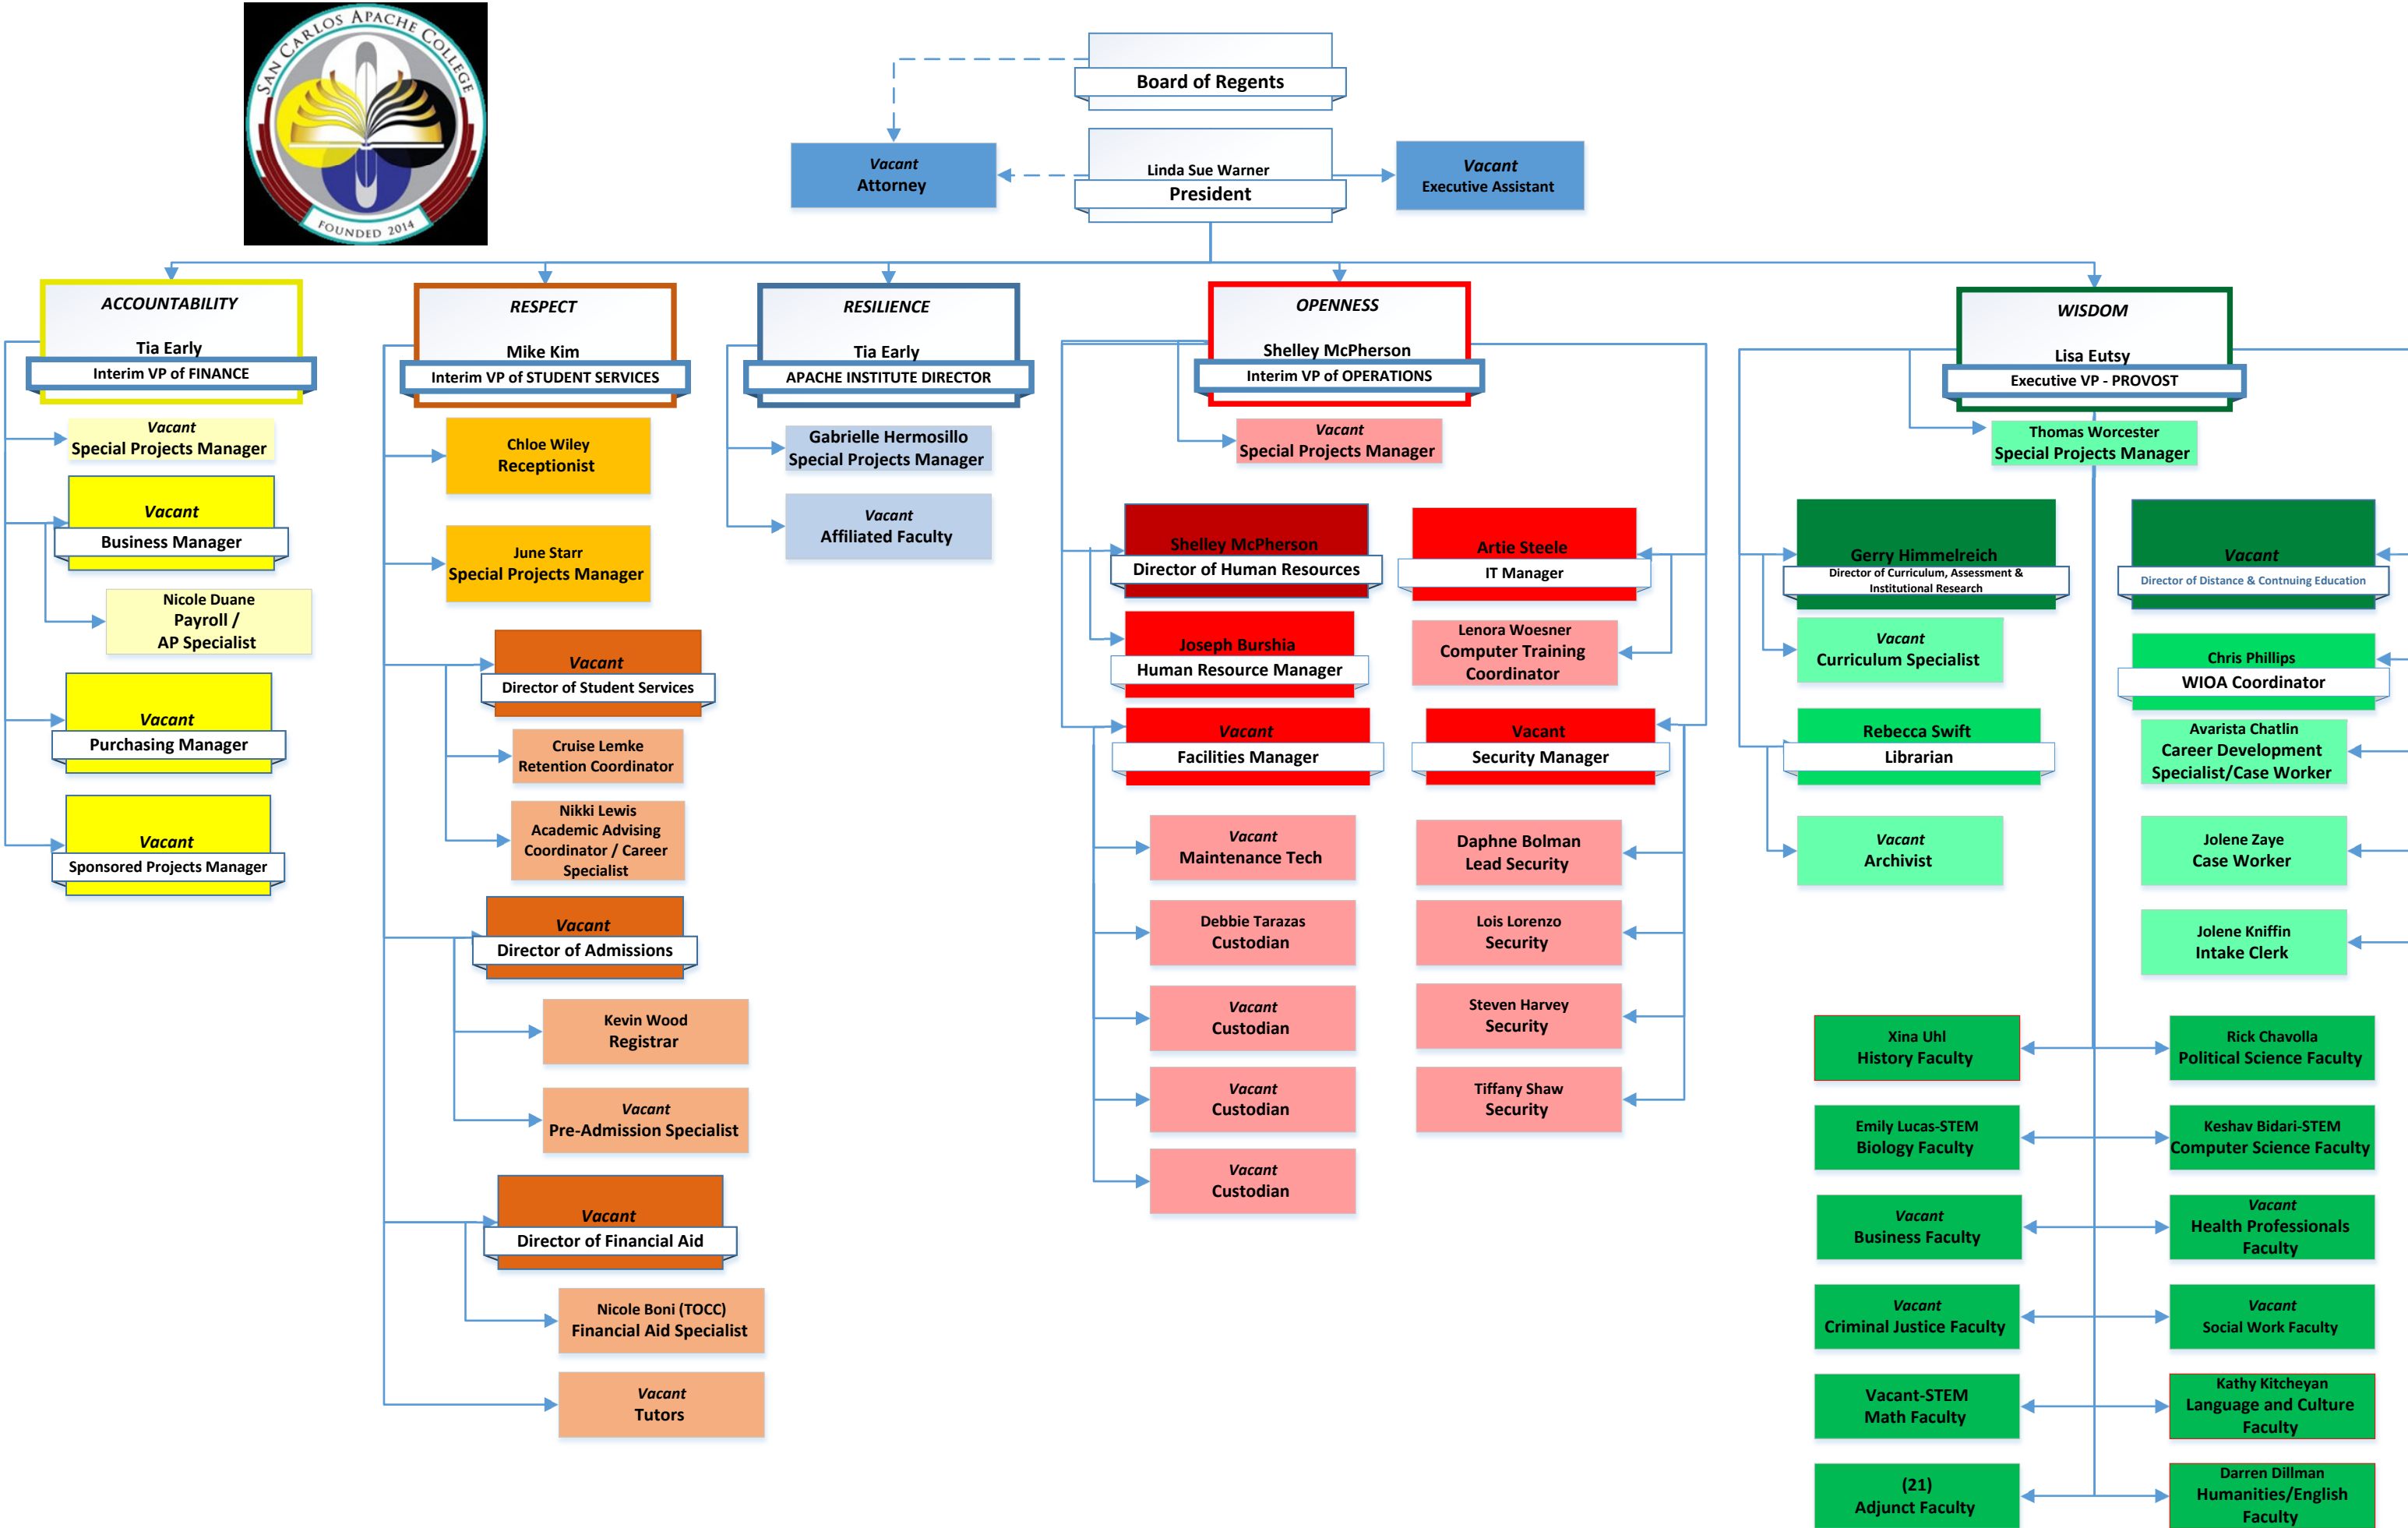 SAN CARLOS APACHE COLLEGE
FOUNDED 2014
Board of Regents
Vacant
Attorney
Linda Sue Warner
President
Vacant
Executive Assistant
ACCOUNTABILITY
Tia Early
Interim VP of FINANCE
Vacant
Special Projects Manager
Vacant
Business Manager
Nicole Duane
Payroll /
AP Specialist
Vacant
Purchasing Manager
Vacant
Sponsored Projects Manager
RESPECT
Mike Kim
Interim VP of STUDENT SERVICES
Chloe Wiley
Receptionist
June Starr
Special Projects Manager
Vacant
Director of Student Services
Cruise Lemke
Retention Coordinator
Nikki Lewis
Academic Advising
Coordinator / Career
Specialist
Vacant
Director of Admissions
Kevin Wood
Registrar
Vacant
Pre-Admission Specialist
Vacant
Director of Financial Aid
Nicole Boni (TOCC)
Financial Aid Specialist
Vacant
Tutors
RESILIENCE
Tia Early
APACHE INSTITUTE DIRECTOR
Gabrielle Hermosillo
Special Projects Manager
Vacant
Affiliated Faculty
OPENNESS
Shelley McPherson
Interim VP of OPERATIONS
Vacant
Special Projects Manager
Shelley McPherson
Director of Human Resources
Joseph Burshia
Human Resource Manager
Vacant
Facilities Manager
Vacant
Maintenance Tech
Debbie Tarazas
Custodian
Vacant
Custodian
Vacant
Custodian
Vacant
Custodian
Artie Steele
IT Manager
Lenora Woesner
Computer Training
Coordinator
Vacant
Security Manager
Daphne Bolman
Lead Security
Lois Lorenzo
Security
Steven Harvey
Security
Tiffany Shaw
Security
WISDOM
Lisa Eutsy
Executive VP - PROVOST
Thomas Worcester
Special Projects Manager
Gerry Himmelreich
Director of Curriculum, Assessment &
Institutional Research
Vacant
Curriculum Specialist
Rebecca Swift
Librarian
Vacant
Archivist
Vacant
Director of Distance & Contnuing Education
Chris Phillips
WIOA Coordinator
Avarista Chatlin
Career Development
Specialist/Case Worker
Jolene Zaye
Case Worker
Jolene Kniffin
Intake Clerk
Xina Uhl
History Faculty
Rick Chavolla
Political Science Faculty
Emily Lucas-STEM
Biology Faculty
Keshav Bidari-STEM
Computer Science Faculty
Vacant
Business Faculty
Vacant
Health Professionals
Faculty
Vacant
Criminal Justice Faculty
Vacant
Social Work Faculty
Vacant-STEM
Math Faculty
Kathy Kitcheyan
Language and Culture
Faculty
(21)
Adjunct Faculty
Darren Dillman
Humanities/English
Faculty